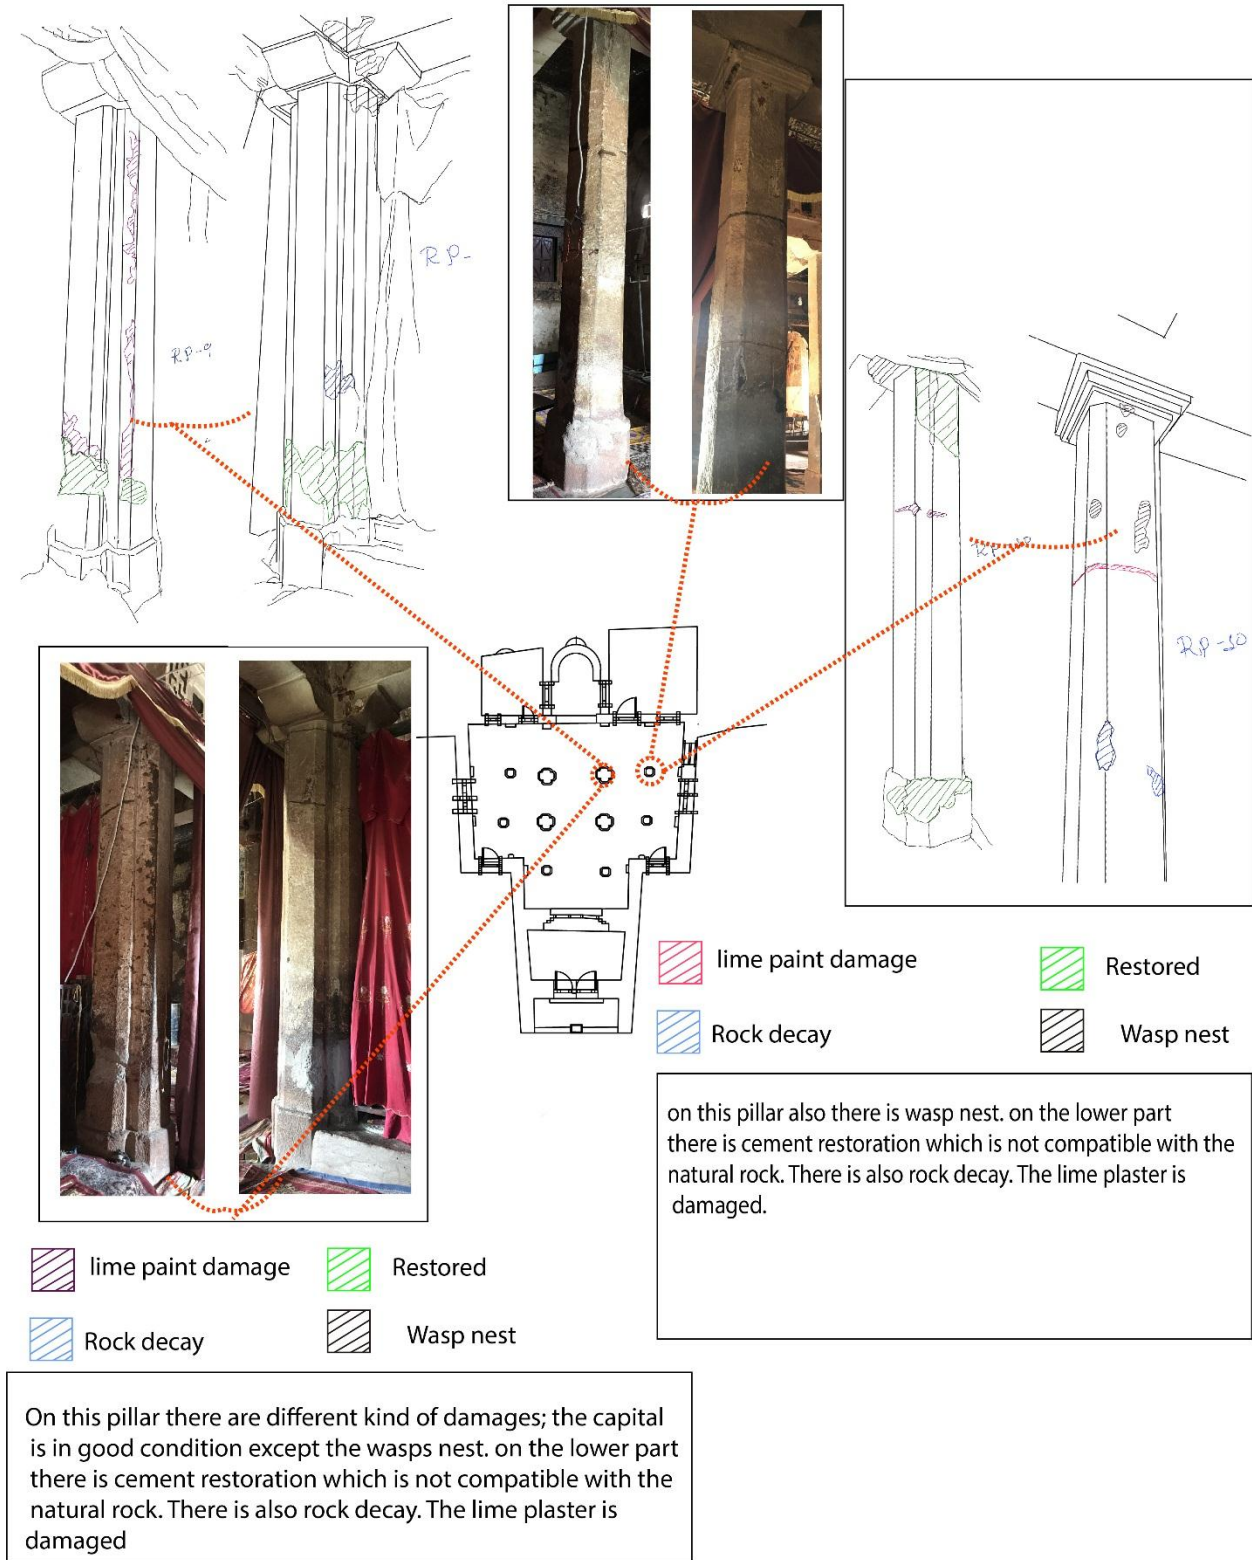 RP-
RP-9
RP-10
lime paint damage
Restored
Rock decay
Wasp nest
on this pillar also there is wasp nest. on the lower part
there is cement restoration which is not compatible with the
natural rock. There is also rock decay. The lime plaster is
damaged.
lime paint damage
Restored
Rock decay
Wasp nest
On this pillar there are different kind of damages; the capital
is in good condition except the wasps nest. on the lower part
there is cement restoration which is not compatible with the
natural rock. There is also rock decay. The lime plaster is
damaged